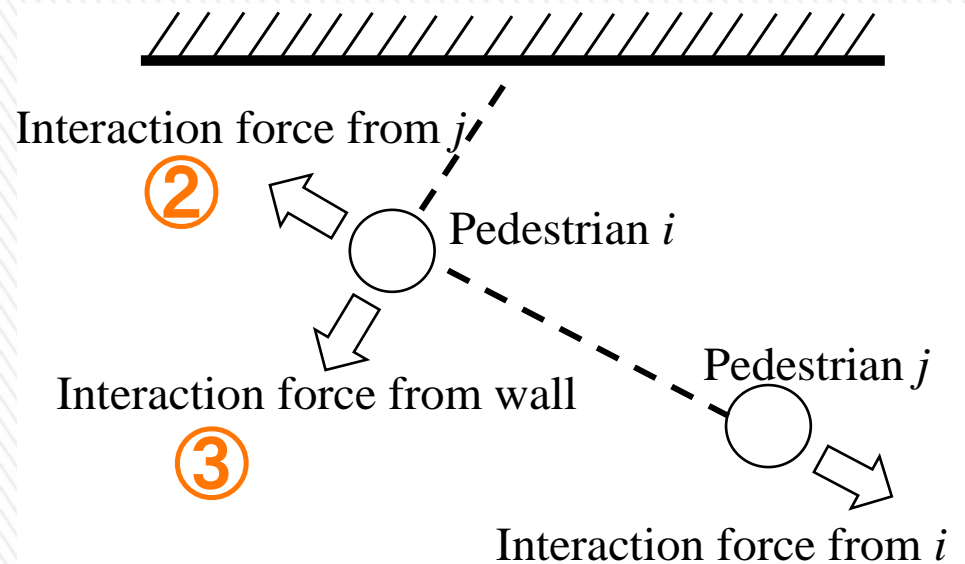 Interaction force from j
②
Pedestrian i
Interaction force from wall
③
Pedestrian j
Interaction force from i